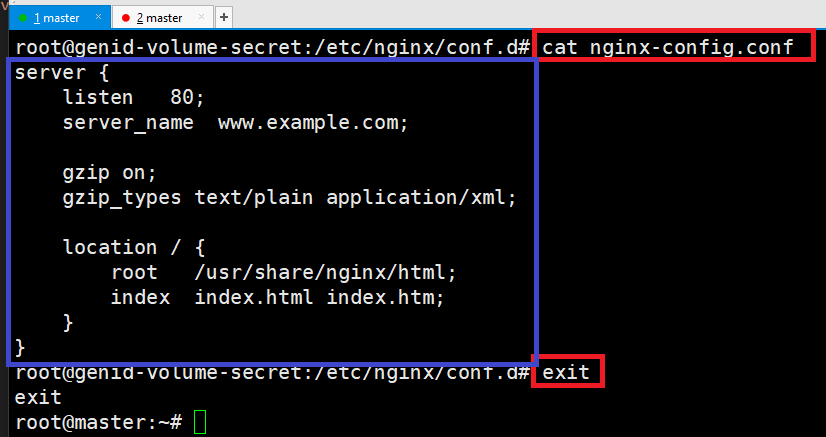 1 master × 2 master × +
root@genid-volume-secret:/etc/nginx/conf.d# cat nginx-config.conf
server {
    listen   80;
    server_name  www.example.com;

    gzip on;
    gzip_types text/plain application/xml;

    location / {
        root   /usr/share/nginx/html;
        index  index.html index.htm;
    }
}
root@genid-volume-secret:/etc/nginx/conf.d# exit
exit
root@master:~#